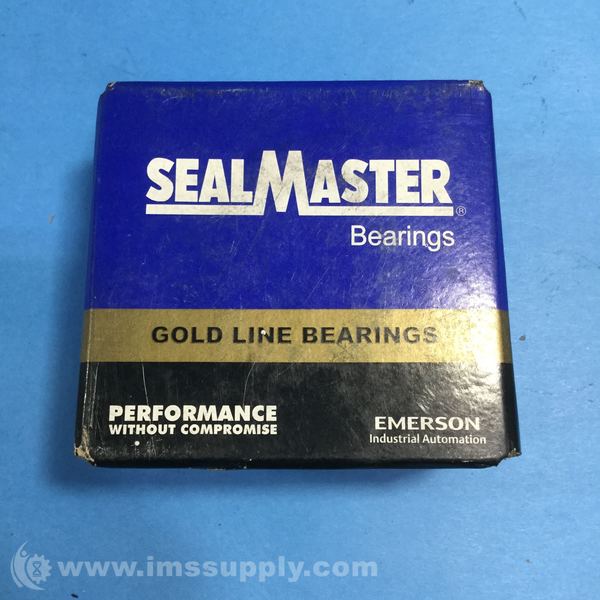 SEALMASTER®
Bearings
GOLD LINE BEARINGS
PERFORMANCE
WITHOUT COMPROMISE
EMERSON
Industrial Automation
www.imssupply.com